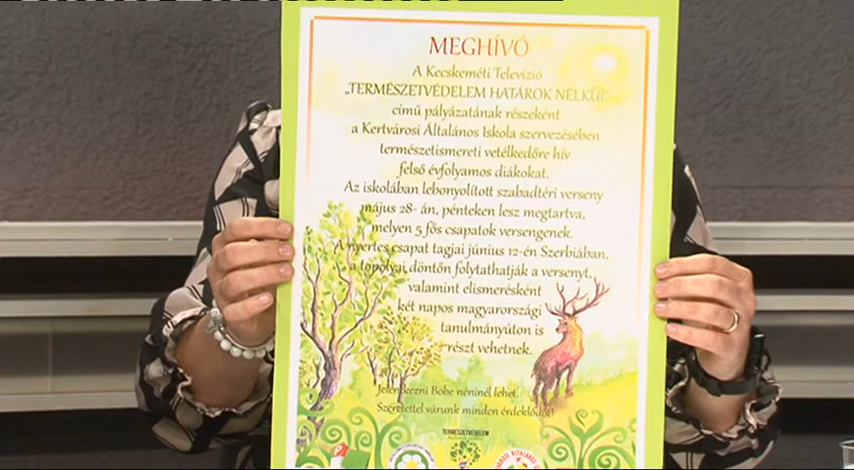 MEGHÍVÓ
A Kecskeméti Televízió
„TERMÉSZETVÉDELEM HATÁROK NÉLKÜL"
című pályázatának részeként
a Kertvárosi Általános Iskola szervezésében
természetismereti vetélkedőre hív
felső évfolyamos diákokat.
Az iskolában lebonyolított szabadtéri verseny
május 28- án, pénteken lesz megtartva,
melyen 5 fős csapatok versengenek.
A nyertes csapat tagjai június 12-én Szerbiában,
a topolyai döntőn folytathatják a versenyt,
valamint elismerésként
két napos magyarországi
tanulmányúton is
részt vehetnek.
Jelentkezni Böbe néninél lehet.
Szeretettel várunk minden érdeklődőt!
TERMÉSZETVÉDELEM